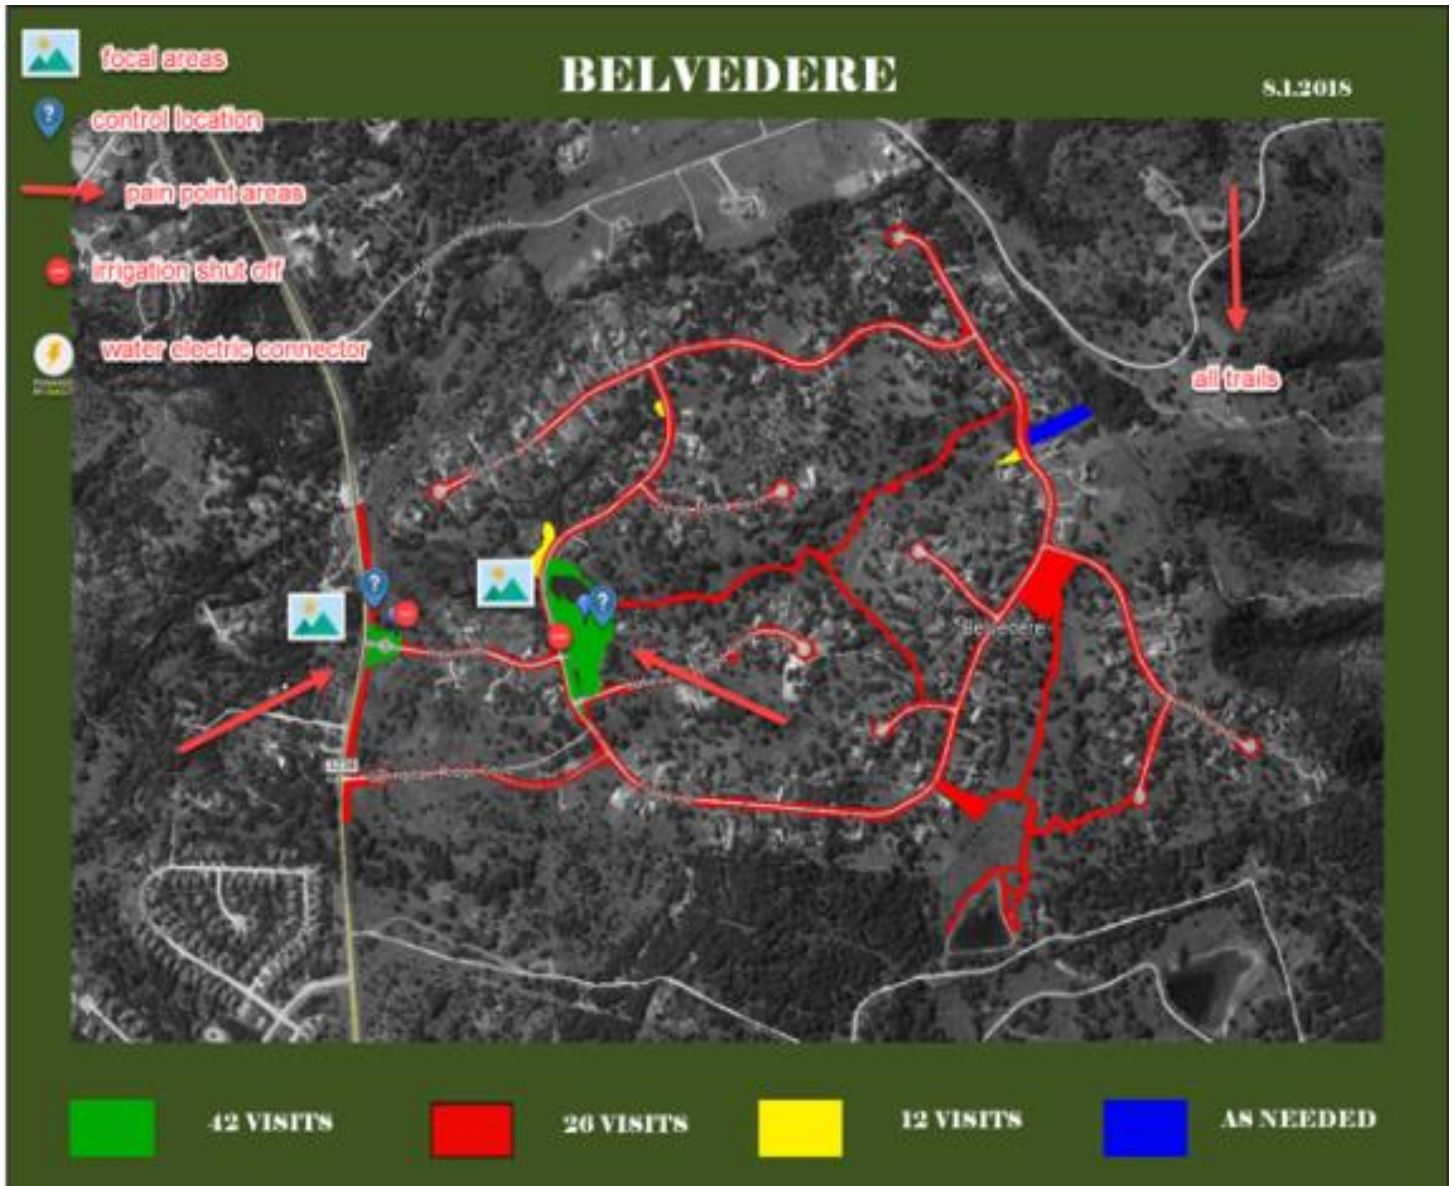 focal areas
BELVEDERE
8.1.2018
control location
pain point areas
irrigation shut off
water electric connector
all trails
Belvedere
42 VISITS
26 VISITS
12 VISITS
AS NEEDED